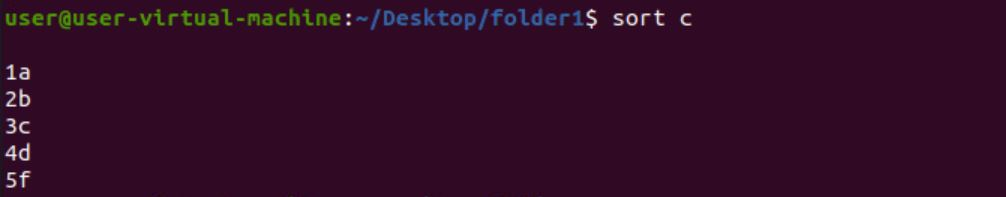 user@user-virtual-machine:~/Desktop/folder1$ sort c
1a
2b
3c
4d
5f